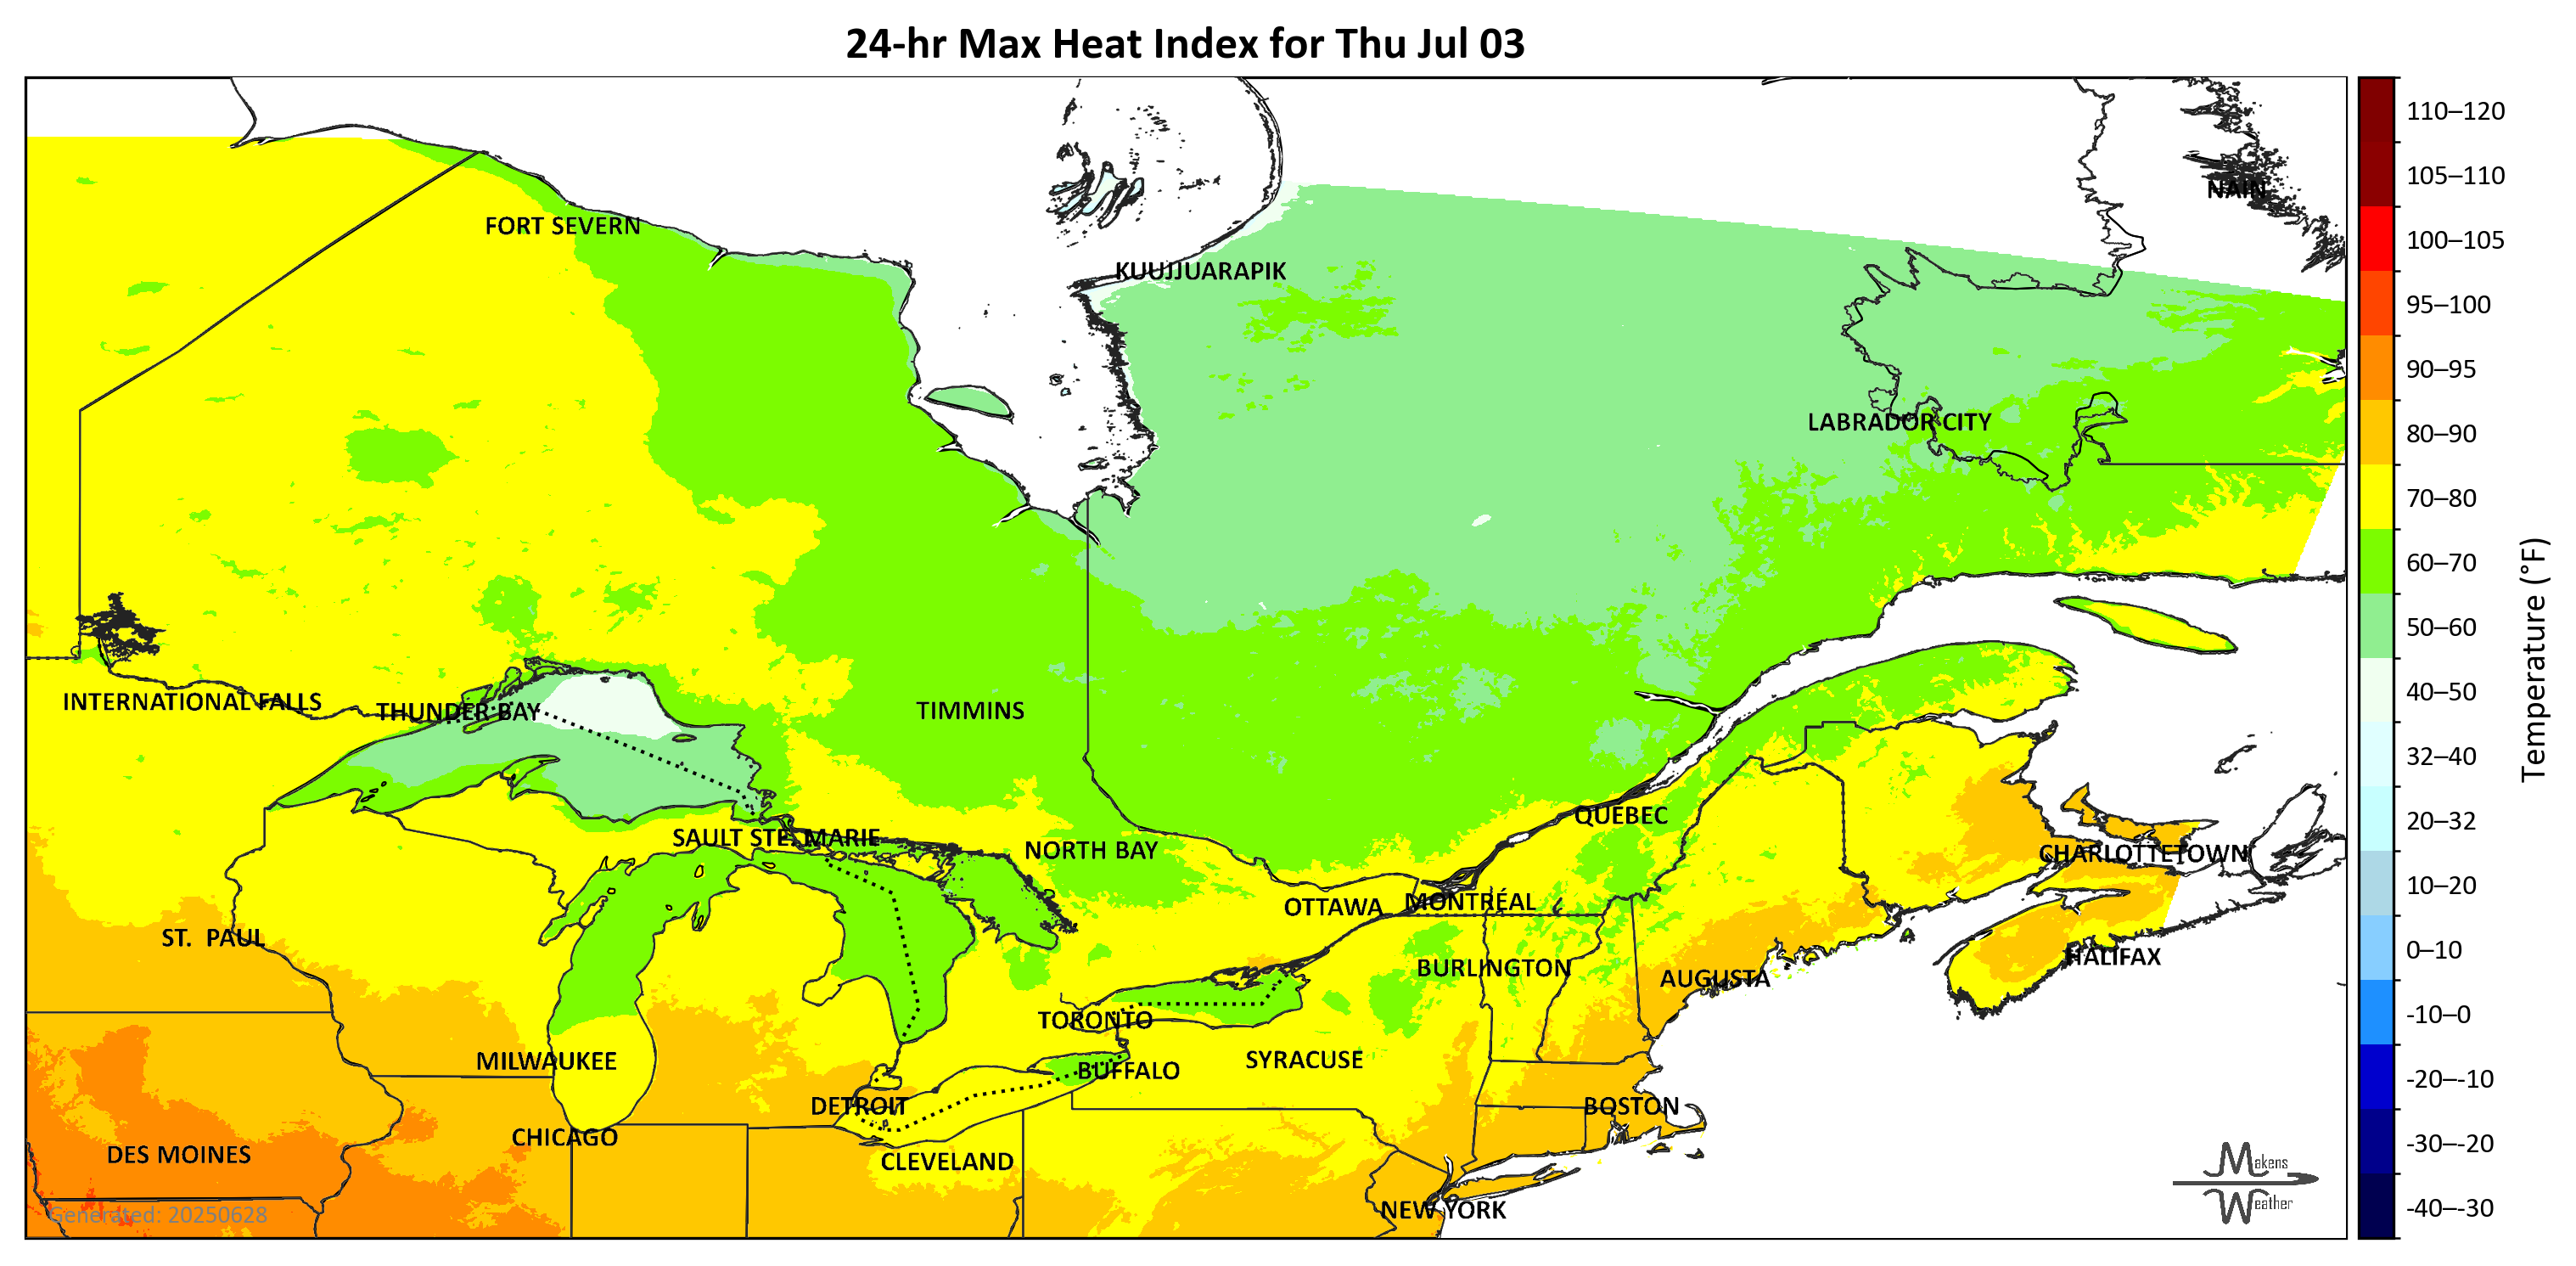 24-hr Max Heat Index for Thu Jul 03
110–120
105–110
NAIN
FORT SEVERN
100–105
KUUJJUARAPIK
95–100
90–95
LABRADOR CITY
80–90
70–80
60–70
50–60
Temperature (°F)
40–50
INTERNATIONAL FALLS
THUNDER BAY
TIMMINS
32–40
QUÉBEC
20–32
SAULT STE. MARIE
NORTH BAY
CHARLOTTETOWN
10–20
OTTAWA
MONTRÉAL
ST. PAUL
0–10
HALIFAX
BURLINGTON
AUGUSTA
-10–0
TORONTO
MILWAUKEE
SYRACUSE
BUFFALO
-20–-10
DETROIT
BOSTON
CHICAGO
-30–-20
DES MOINES
CLEVELAND
Makens
Weather
-40–-30
NEW YORK
Generated: 20250628